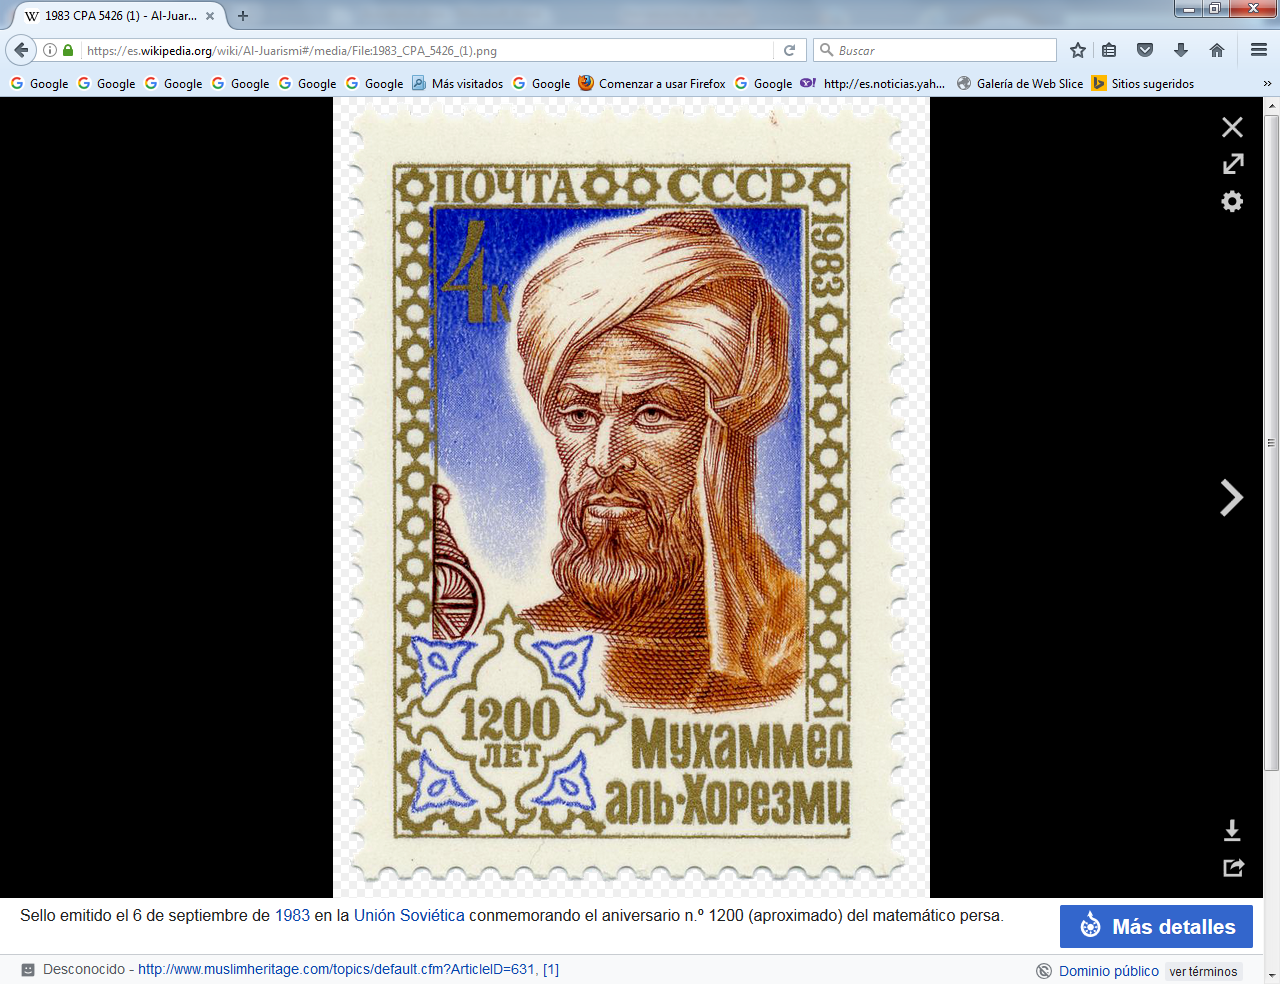 1983 CPA 5426 (1) - Al-Juar...
https://es.wikipedia.org/wiki/Al-Juarismi#/media/File:1983_CPA_5426_(1).png
Buscar
Google Google Google Google Google Google Más visitados Google Comenzar a usar Firefox Google http://es.noticias.yah... Galería de Web Slice Sitios sugeridos
ПОЧТА СССР
1983
4к
1200
ЛЕТ
Мухаммед
аль-Хорезми
Sello emitido el 6 de septiembre de 1983 en la Unión Soviética conmemorando el aniversario n.º 1200 (aproximado) del matemático persa.
Más detalles
Desconocido - http://www.muslimheritage.com/topics/default.cfm?ArticleID=631, [1]
Dominio público ver términos